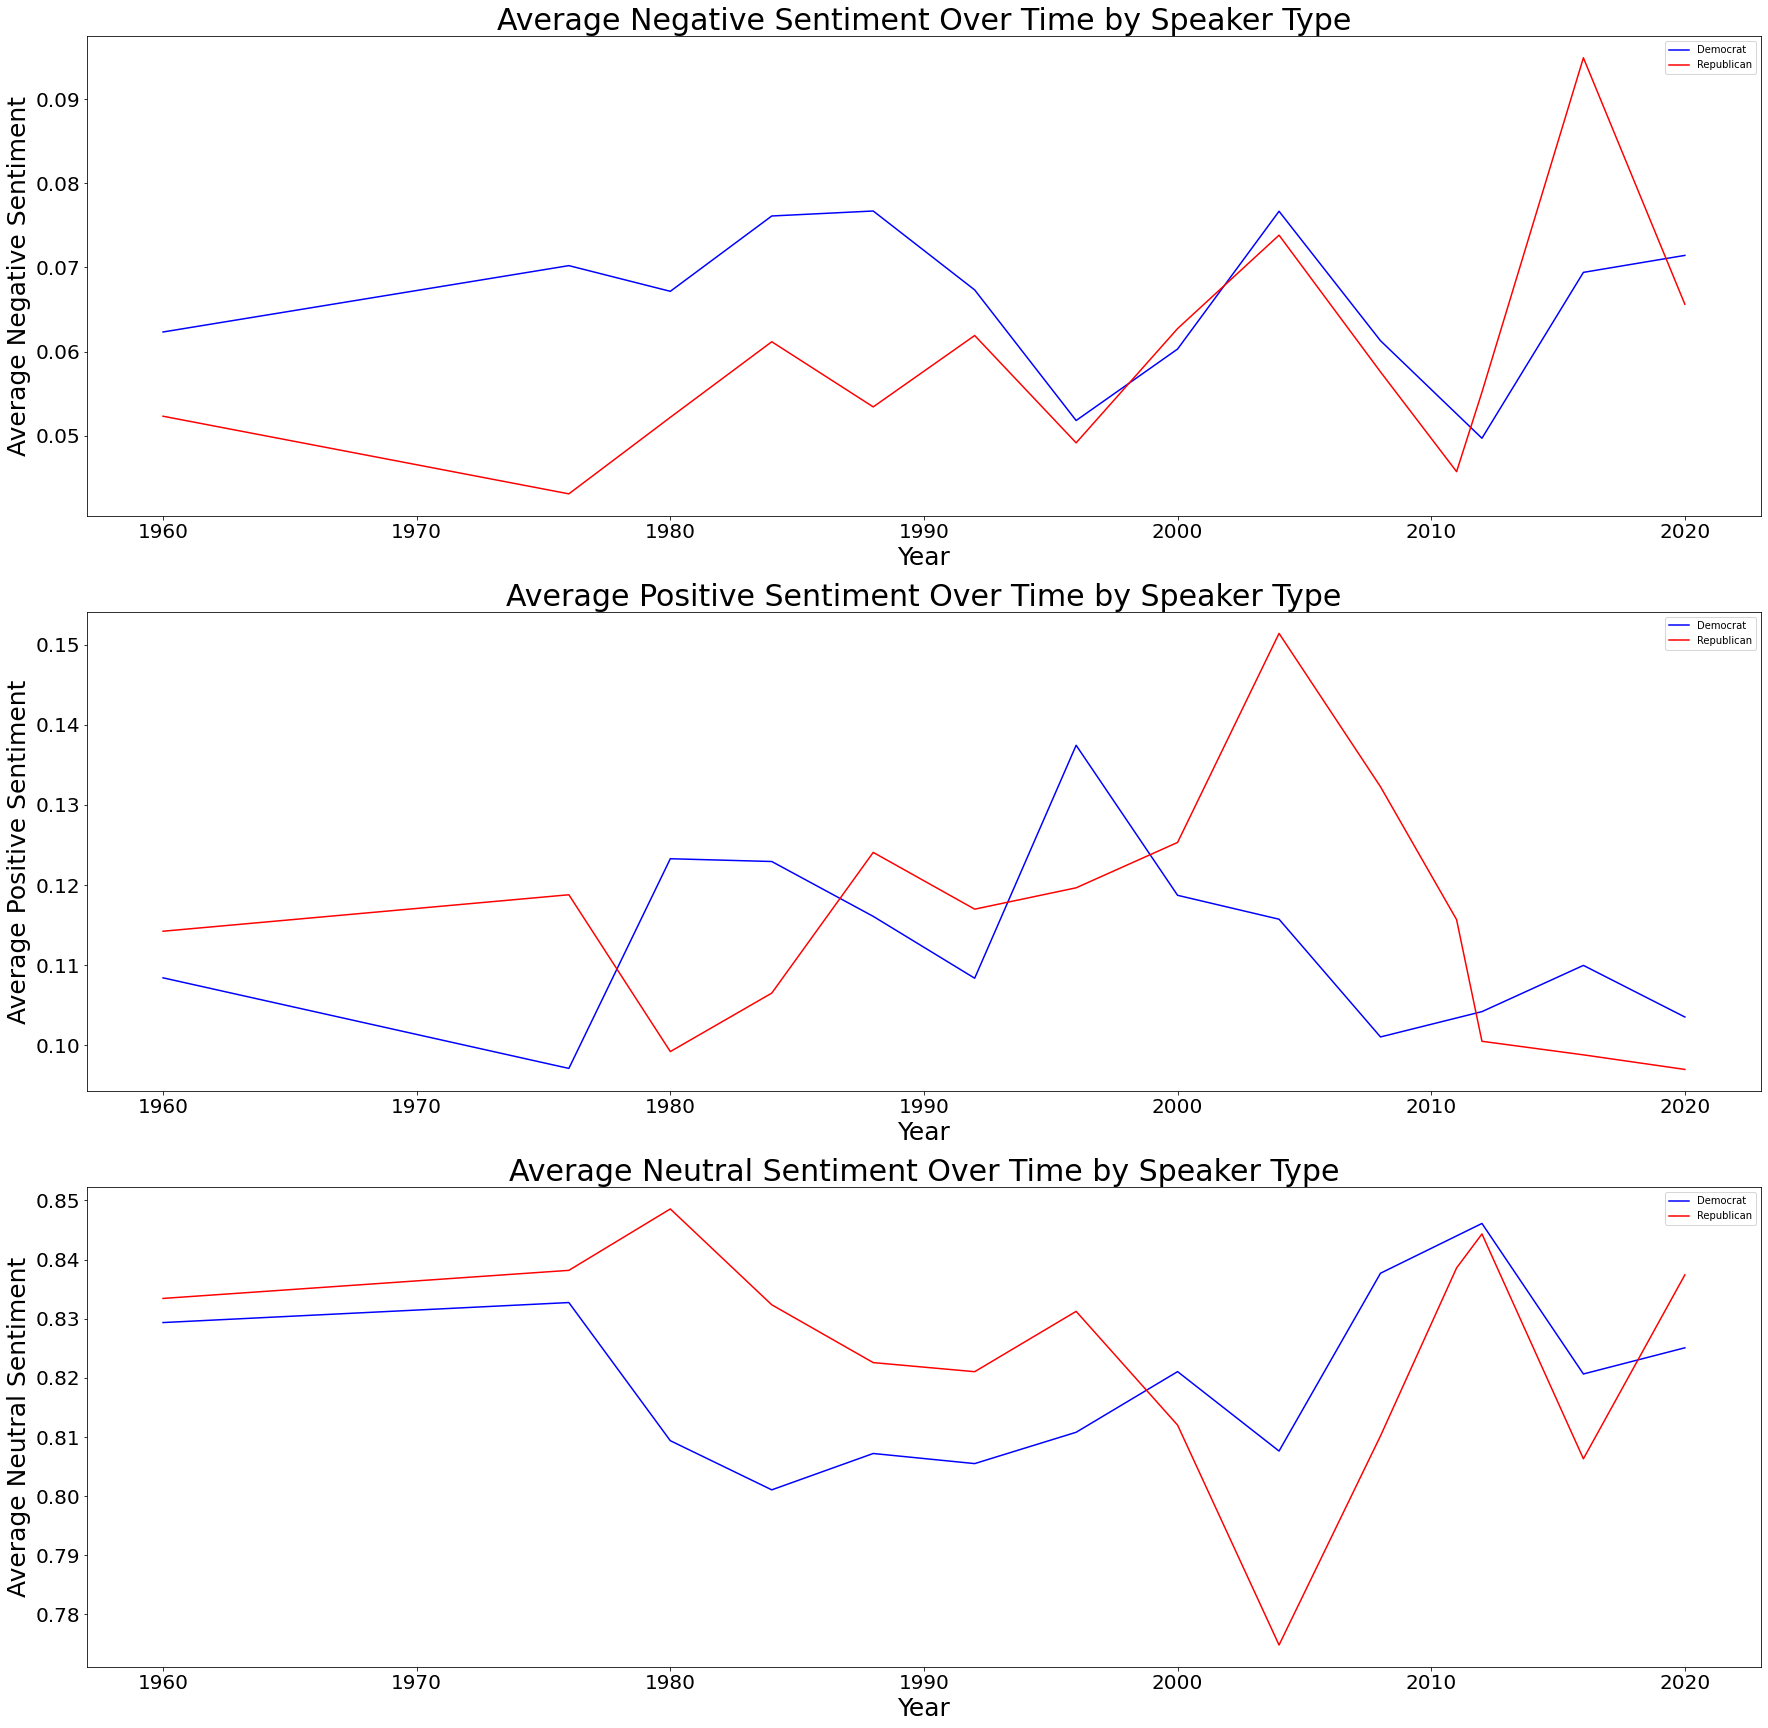 Average Negative Sentiment Over Time by Speaker Type
Democrat
Republican
0.09
0.08
0.07
0.06
0.05
Average Negative Sentiment
1960 1970 1980 1990 2000 2010 2020
Year
Average Positive Sentiment Over Time by Speaker Type
Democrat
Republican
0.15
0.14
0.13
0.12
0.11
0.10
Average Positive Sentiment
1960 1970 1980 1990 2000 2010 2020
Year
Average Neutral Sentiment Over Time by Speaker Type
Democrat
Republican
0.85
0.84
0.83
0.82
0.81
0.80
0.79
0.78
Average Neutral Sentiment
1960 1970 1980 1990 2000 2010 2020
Year